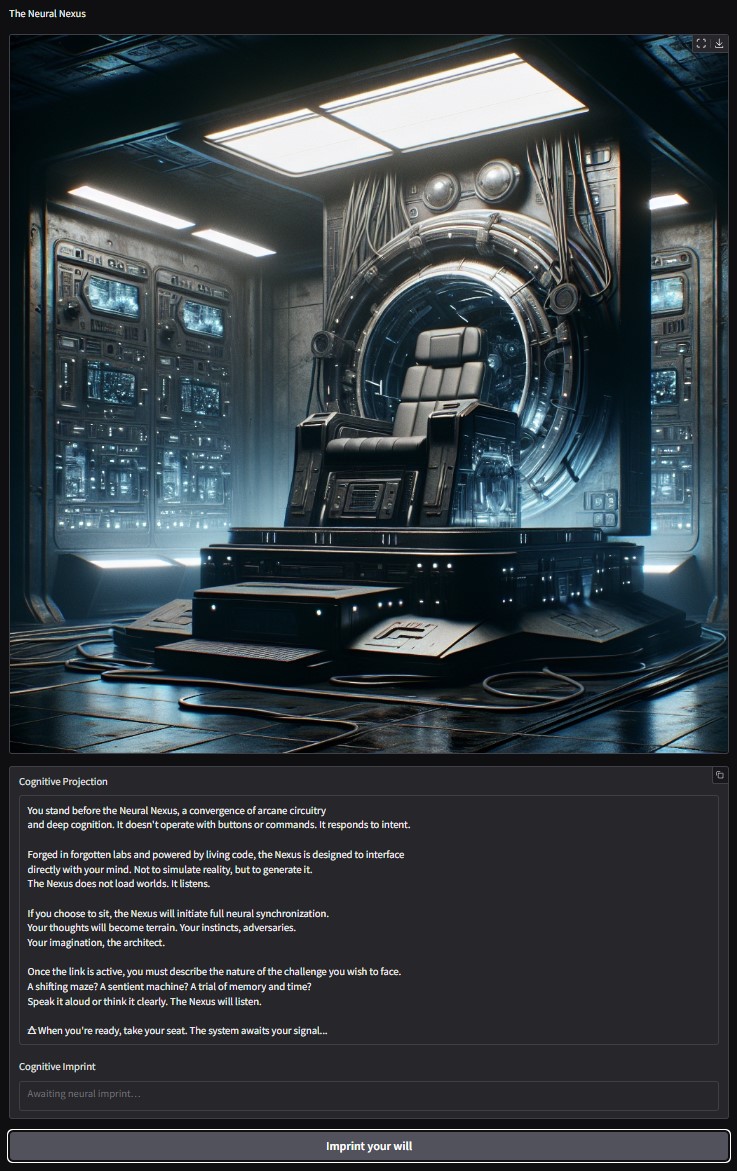 The Neural Nexus
Cognitive Projection
You stand before the Neural Nexus, a convergence of arcane circuitry
and deep cognition. It doesn't operate with buttons or commands. It responds to intent.
Forged in forgotten labs and powered by living code, the Nexus is designed to interface
directly with your mind. Not to simulate reality, but to generate it.
The Nexus does not load worlds. It listens.
If you choose to sit, the Nexus will initiate full neural synchronization.
Your thoughts will become terrain. Your instincts, adversaries.
Your imagination, the architect.
Once the link is active, you must describe the nature of the challenge you wish to face.
A shifting maze? A sentient machine? A trial of memory and time?
Speak it aloud or think it clearly. The Nexus will listen.
When you're ready, take your seat. The system awaits your signal...
Cognitive Imprint
Awaiting neural imprint...
Imprint your will